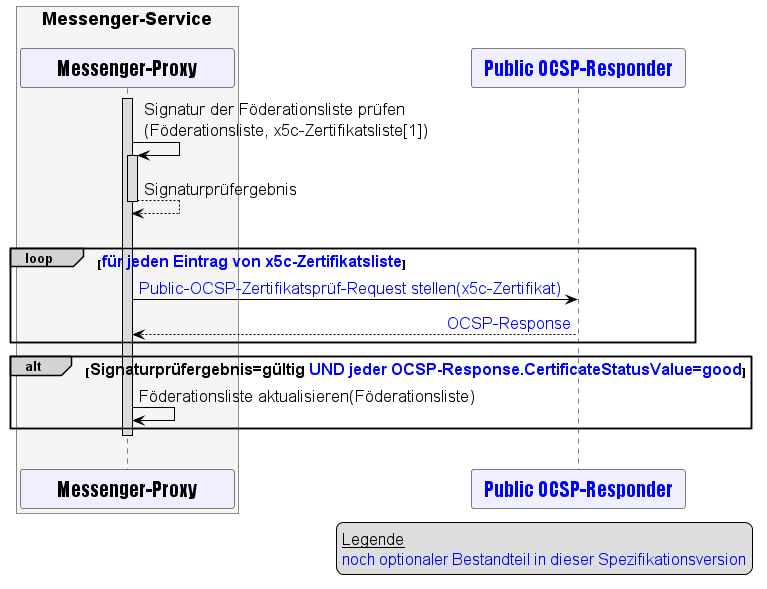 Messenger-Service
Messenger-Proxy
Public OCSP-Responder
Signatur der Föderationsliste prüfen
(Föderationsliste, x5c-Zertifikatsliste[1])
Signaturprüfergebnis
loop
[für jeden Eintrag von x5c-Zertifikatsliste]
Public-OCSP-Zertifikatsprüf-Request stellen(x5c-Zertifikat)
OCSP-Response
alt
[Signaturprüfergebnis=gültig UND jeder OCSP-Response.CertificateStatusValue=good]
Föderationsliste aktualisieren(Föderationsliste)
Messenger-Proxy
Public OCSP-Responder
Legende
noch optionaler Bestandteil in dieser Spezifikationsversion